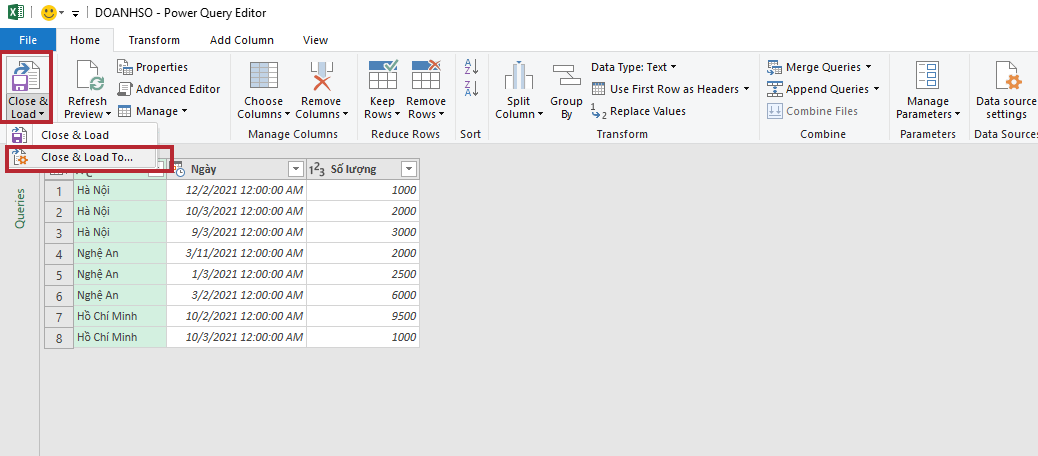 DOANHSO - Power Query Editor
File Home Transform Add Column View
Close & Load
Refresh Preview
Properties
Advanced Editor
Manage
Choose Columns
Remove Columns
Manage Columns
Keep Rows
Remove Rows
Reduce Rows
Sort
Split Column
Group By
Data Type: Text
Use First Row as Headers
Replace Values
Transform
Merge Queries
Append Queries
Combine Files
Combine
Manage Parameters
Parameters
Data source settings
Data Sources
Close & Load
Close & Load To...
Queries
Ngày 123 Số lượng
1 Hà Nội 12/2/2021 12:00:00 AM 1000
2 Hà Nội 10/3/2021 12:00:00 AM 2000
3 Hà Nội 9/3/2021 12:00:00 AM 3000
4 Nghệ An 3/11/2021 12:00:00 AM 2000
5 Nghệ An 1/3/2021 12:00:00 AM 2500
6 Nghệ An 3/2/2021 12:00:00 AM 6000
7 Hồ Chí Minh 10/2/2021 12:00:00 AM 9500
8 Hồ Chí Minh 10/3/2021 12:00:00 AM 1000